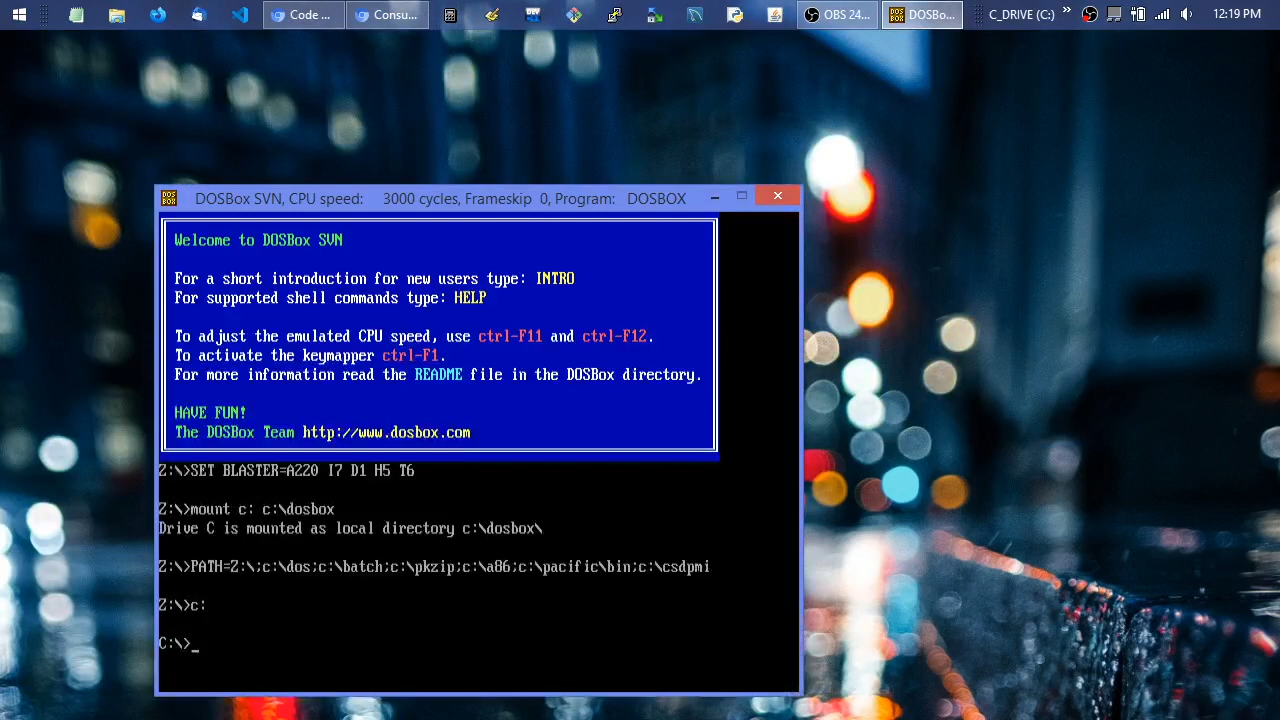 Code ...
Consu...
OBS 24...
DOS BOX
DOSBo...
C_DRIVE (C:)
12:19 PM
DOS BOX
DOSBox SVN, CPU speed: 3000 cycles, Frameskip 0, Program: DOSBOX
Welcome to DOSBox SVN
For a short introduction for new users type: INTRO
For supported shell commands type: HELP
To adjust the emulated CPU speed, use ctrl-F11 and ctrl-F12.
To activate the keymapper ctrl-F1.
For more information read the README file in the DOSBox directory.
HAVE FUN!
The DOSBox Team http://www.dosbox.com
Z:\>SET BLASTER=A220 I7 D1 H5 T6
Z:\>mount c: c:\dosbox
Drive C is mounted as local directory c:\dosbox\
Z:\>PATH=Z:\;c:\dos;c:\batch;c:\pkzip;c:\a86;c:\pacific\bin;c:\csdpmi
Z:\>c:
C:\>_